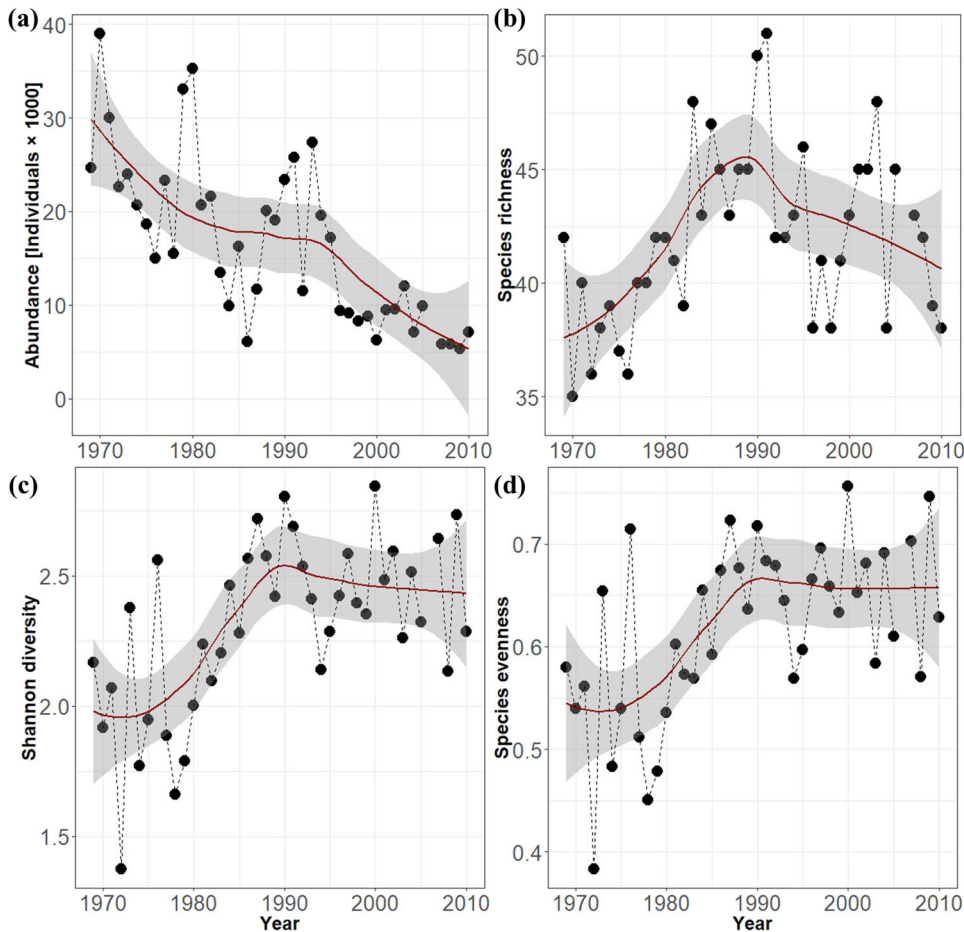 (a)
Abundance [Individuals × 1000]
40
30
20
10
0
1970 1980 1990 2000 2010
(b)
Species richness
50
45
40
35
1970 1980 1990 2000 2010
(c)
Shannon diversity
2.5
2.0
1.5
1970 1980 1990 2000 2010
Year
(d)
Species evenness
0.7
0.6
0.5
0.4
1970 1980 1990 2000 2010
Year